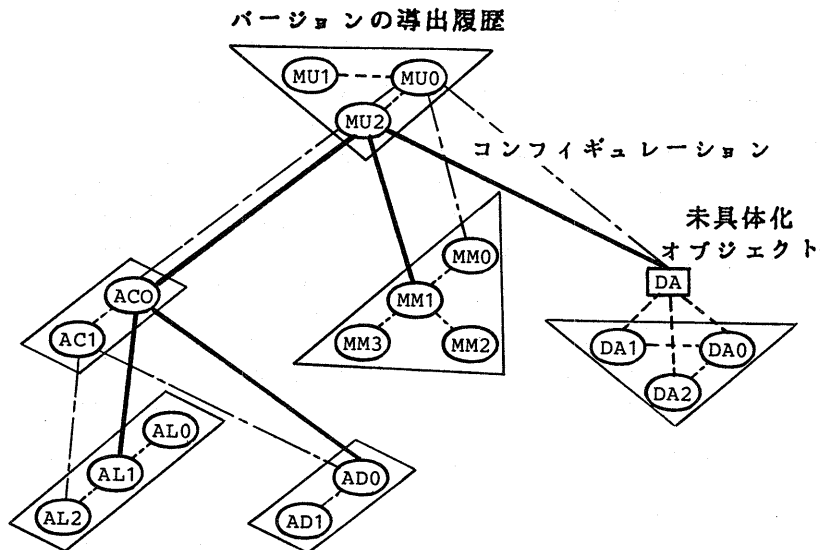 バージョンの導出履歴
MU1
MU0
MU2
コンフィギュレーション
未具体化
オブジェクト
MM0
DA
AC0
MM1
AC1
MM3
MM2
DA1
DA0
DA2
AL0
AL1
AD0
AL2
AD1